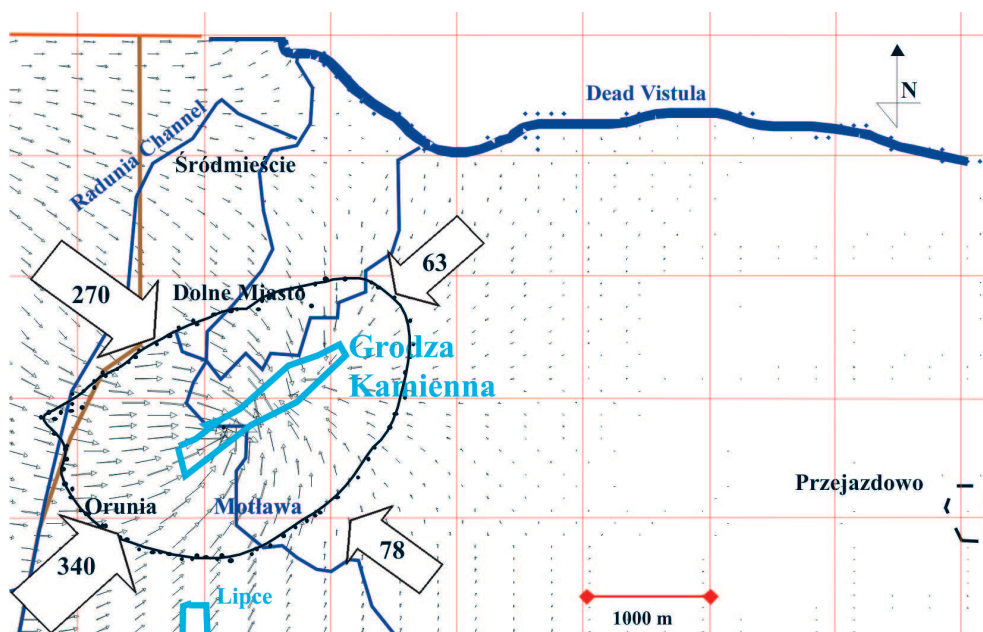 N
Dead Vistula
Radunia Channel
Śródmieście
63
270
Dolne Miasto
Grodza
Kamienna
Przejazdowo
Orunia
Motława
78
340
Lipce
1000 m